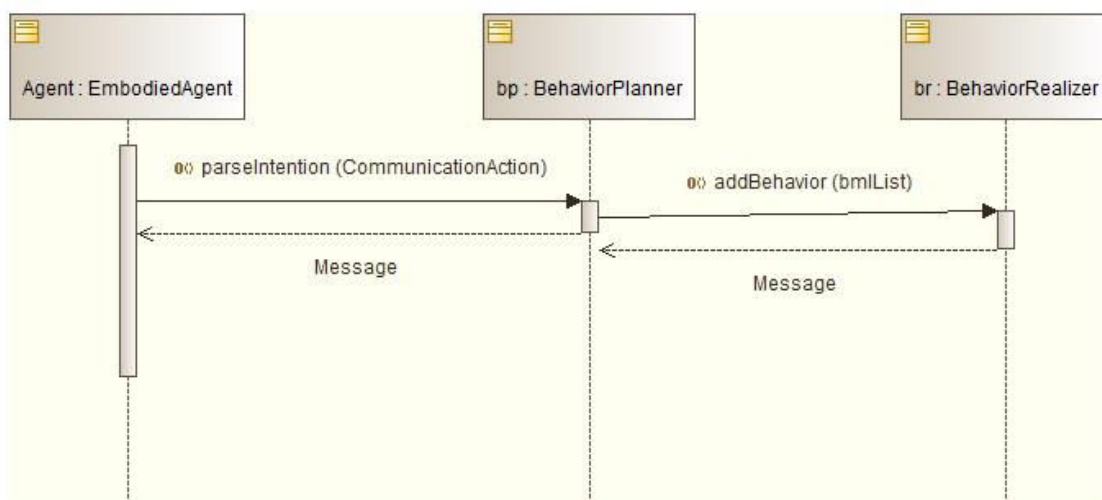 Agent : EmbodiedAgent
bp : BehaviorPlanner
br : BehaviorRealizer
parseIntention (CommunicationAction)
addBehavior (bmlList)
Message
Message